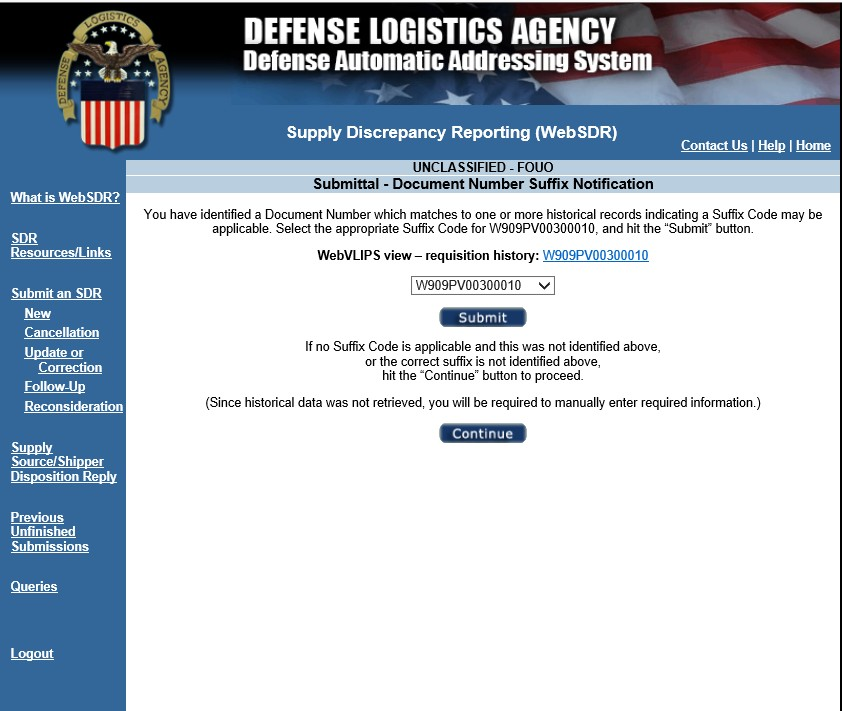 DEFENSE LOGISTICS AGENCY
Defense Automatic Addressing System
DEFENSE LOGISTICS AGENCY
Supply Discrepancy Reporting (WebSDR)
Contact Us | Help | Home
UNCLASSIFIED - FOUO
Submittal - Document Number Suffix Notification
What is WebSDR?
SDR
Resources/Links
Submit an SDR
New
Cancellation
Update or
Correction
Follow-Up
Reconsideration
Supply
Source/Shipper
Disposition Reply
Previous
Unfinished
Submissions
Queries
Logout
You have identified a Document Number which matches to one or more historical records indicating a Suffix Code may be
applicable. Select the appropriate Suffix Code for W909PV00300010, and hit the “Submit” button.
WebVLIPS view – requisition history: W909PV00300010
W909PV00300010
Submit
If no Suffix Code is applicable and this was not identified above,
or the correct suffix is not identified above,
hit the “Continue” button to proceed.
(Since historical data was not retrieved, you will be required to manually enter required information.)
Continue